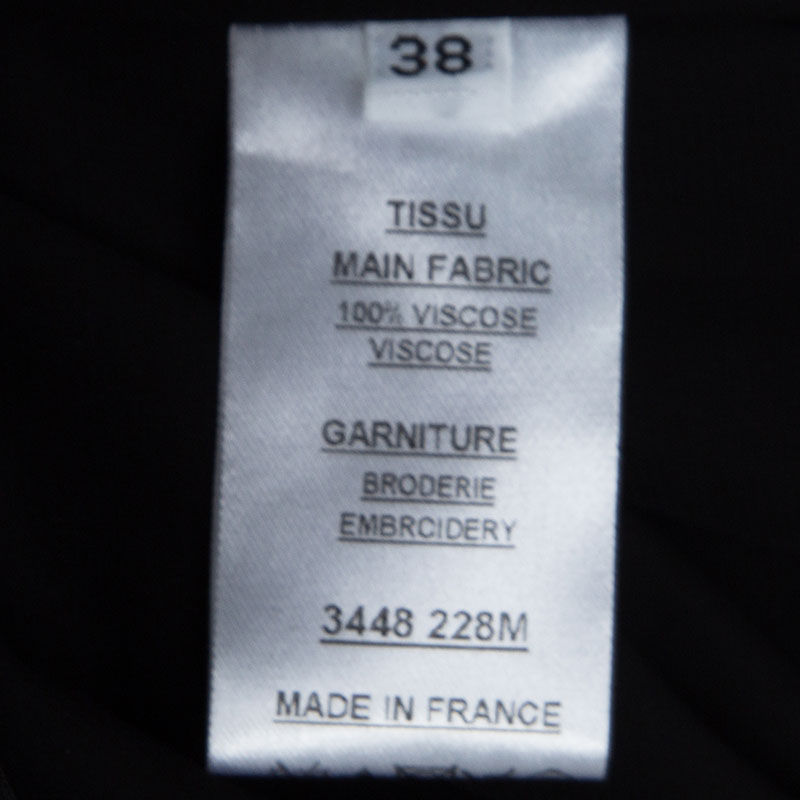 38
TISSU
MAIN FABRIC
100% VISCOSE
VISCOSE
GARNITURE
BRODERIE
EMBRCIDERY
3448 228M
MADE IN FRANCE